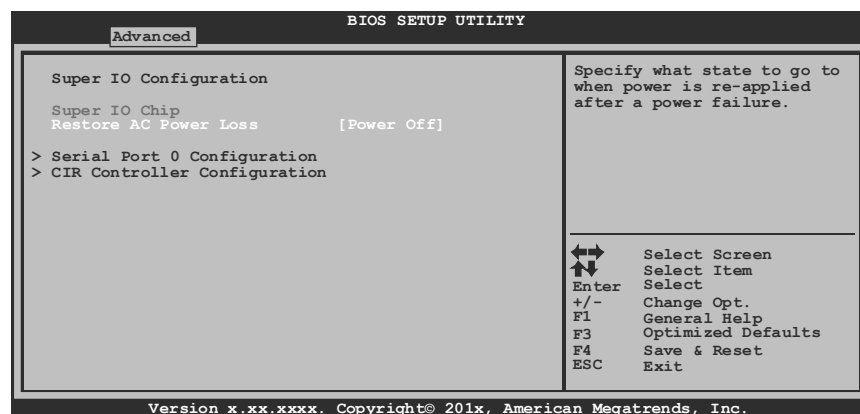 BIOS SETUP UTILITY
Advanced
Super IO Configuration
Super IO Chip
Restore AC Power Loss [Power Off]
> Serial Port 0 Configuration
> CIR Controller Configuration
Specify what state to go to
when power is re-applied
after a power failure.
Select Screen
Select Item
Enter Select
+/- Change Opt.
F1 General Help
F3 Optimized Defaults
F4 Save & Reset
ESC Exit
Version x.xx.xxxx. Copyright© 201x, American Megatrends, Inc.